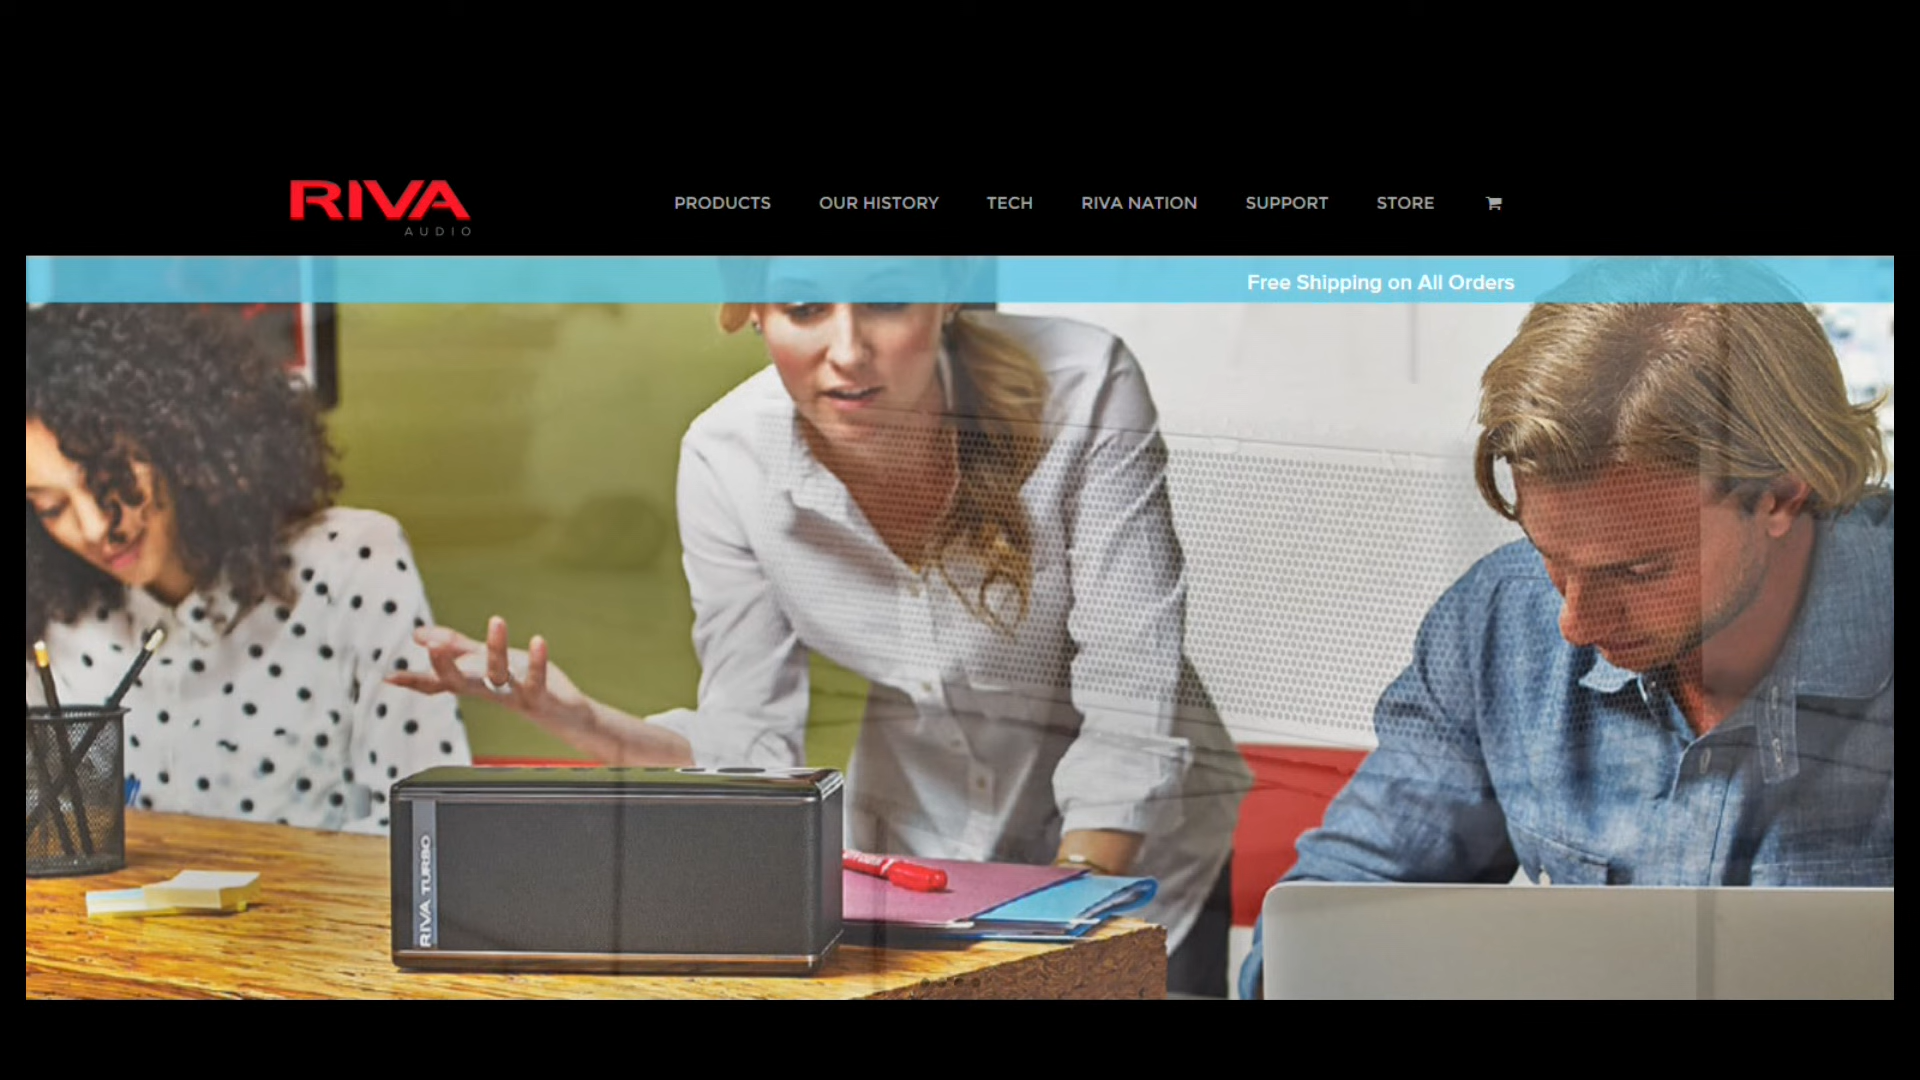 RIVA
AUDIO
PRODUCTS
OUR HISTORY
TECH
RIVA NATION
SUPPORT
STORE
Free Shipping on All Orders
RIVA TURBO